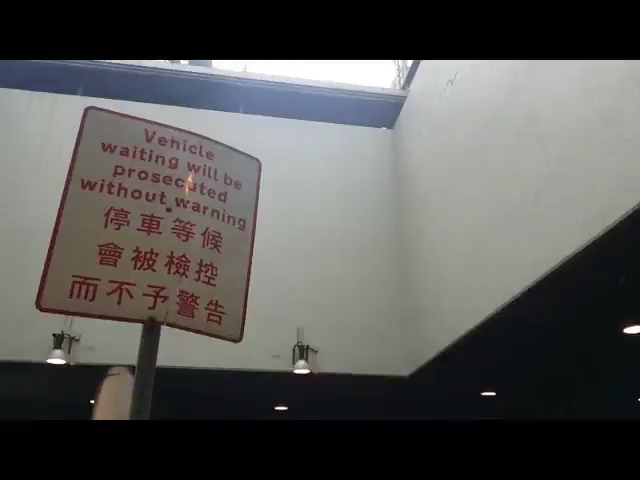 Vehicle
waiting will be
prosecuted
without warning
停車等候
會被檢控
而不予警告